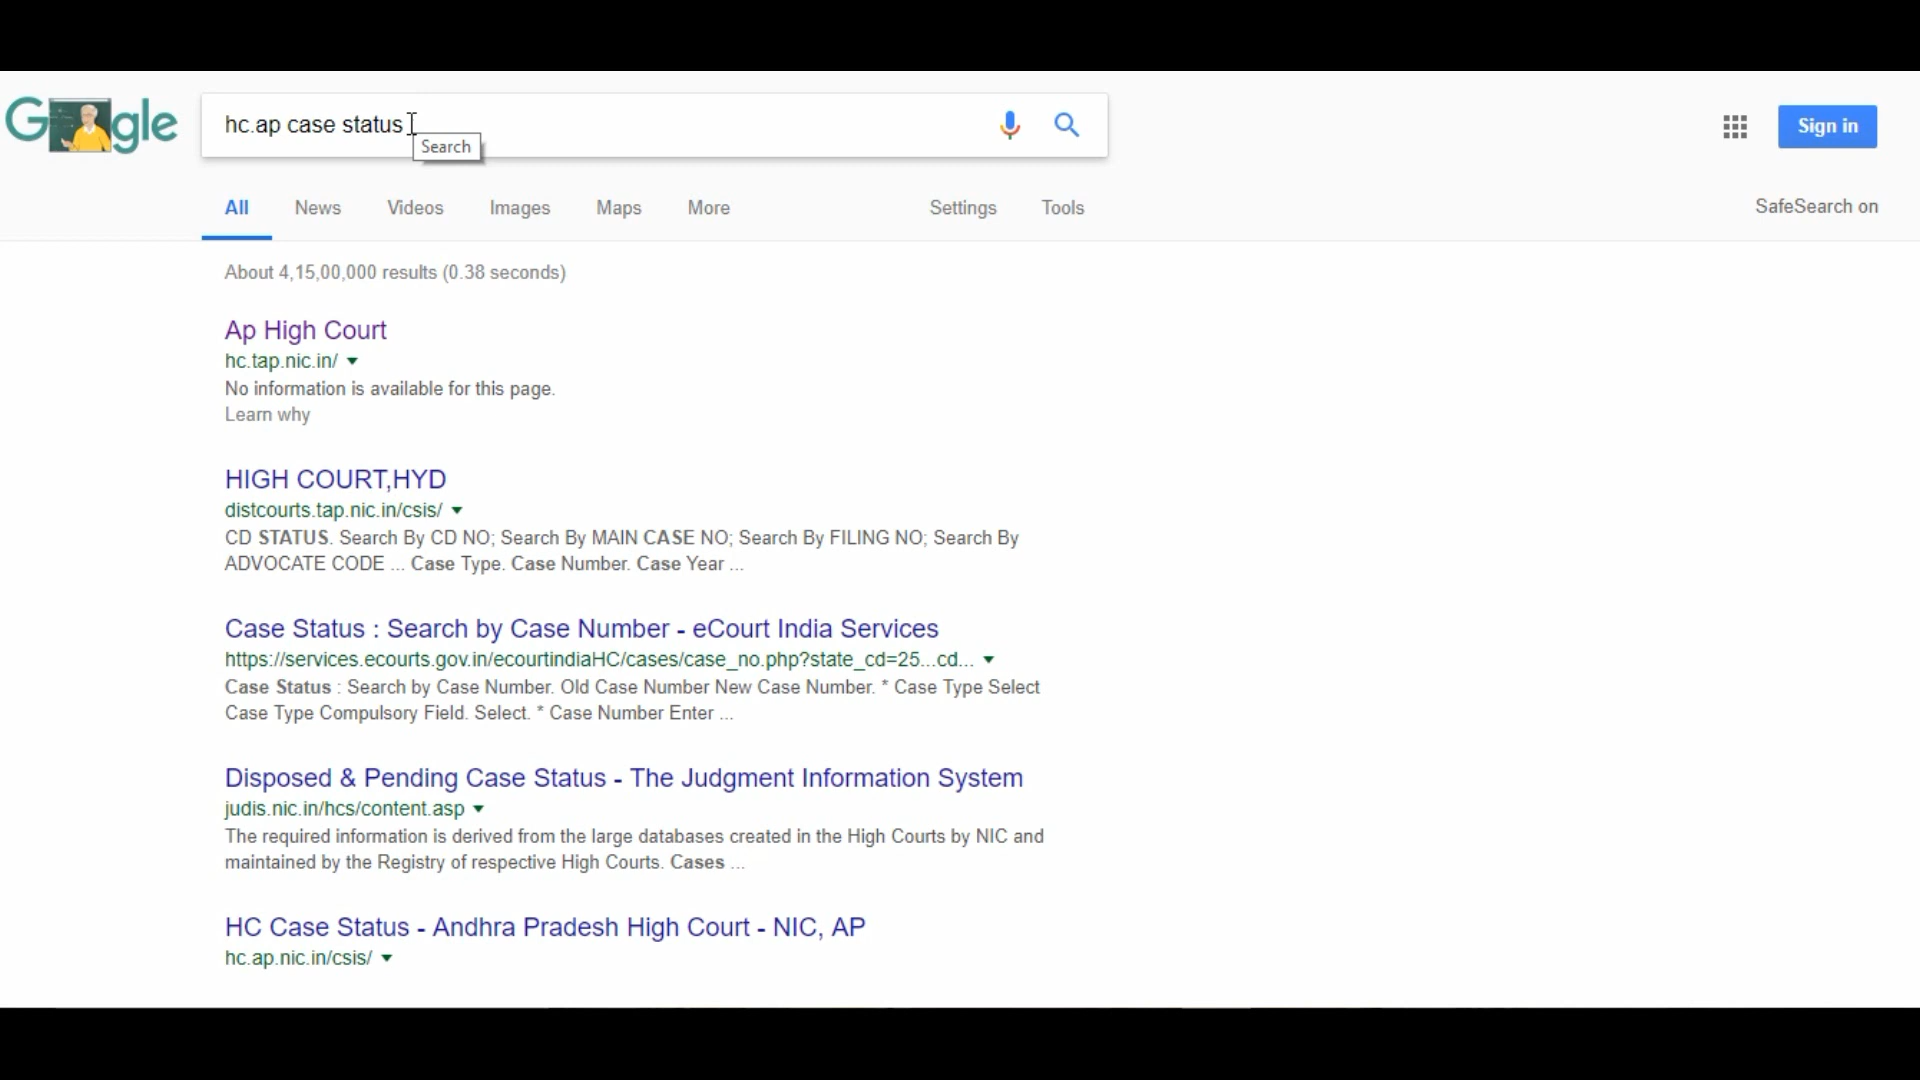 Google
hc.ap case status
Search
Sign in
All News Videos Images Maps More Settings Tools
SafeSearch on
About 4,15,00,000 results (0.38 seconds)
Ap High Court
hc.tap.nic.in/
No information is available for this page.
Learn why
HIGH COURT,HYD
distcourts.tap.nic.in/csis/
CD STATUS. Search By CD NO; Search By MAIN CASE NO; Search By FILING NO; Search By
ADVOCATE CODE ... Case Type. Case Number. Case Year ...
Case Status : Search by Case Number - eCourt India Services
https://services.ecourts.gov.in/ecourtindiaHC/cases/case_no.php?state_cd=25...cd...
Case Status : Search by Case Number. Old Case Number New Case Number. * Case Type Select
Case Type Compulsory Field. Select. * Case Number Enter ...
Disposed & Pending Case Status - The Judgment Information System
judis.nic.in/hcs/content.asp
The required information is derived from the large databases created in the High Courts by NIC and
maintained by the Registry of respective High Courts. Cases ...
HC Case Status - Andhra Pradesh High Court - NIC, AP
hc.ap.nic.in/csis/